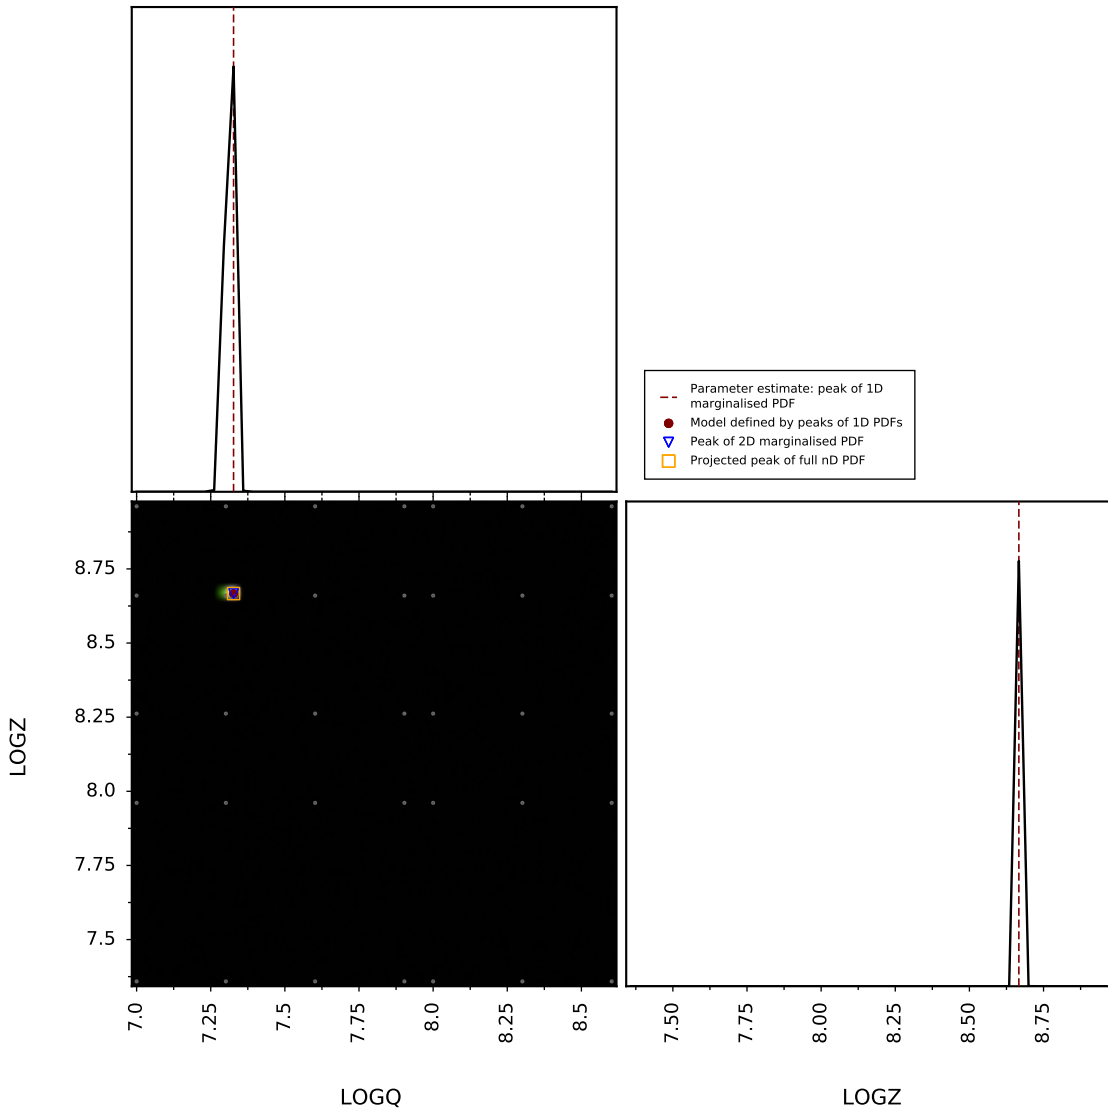 Parameter estimate: peak of 1D
marginalised PDF
Model defined by peaks of 1D PDFs
Peak of 2D marginalised PDF
Projected peak of full nD PDF
LOGZ
8.75
8.5
8.25
8.0
7.75
7.5
7.0
7.25
7.5
7.75
8.0
8.25
8.5
LOGQ
7.50
7.75
8.00
8.25
8.50
8.75
LOGZ